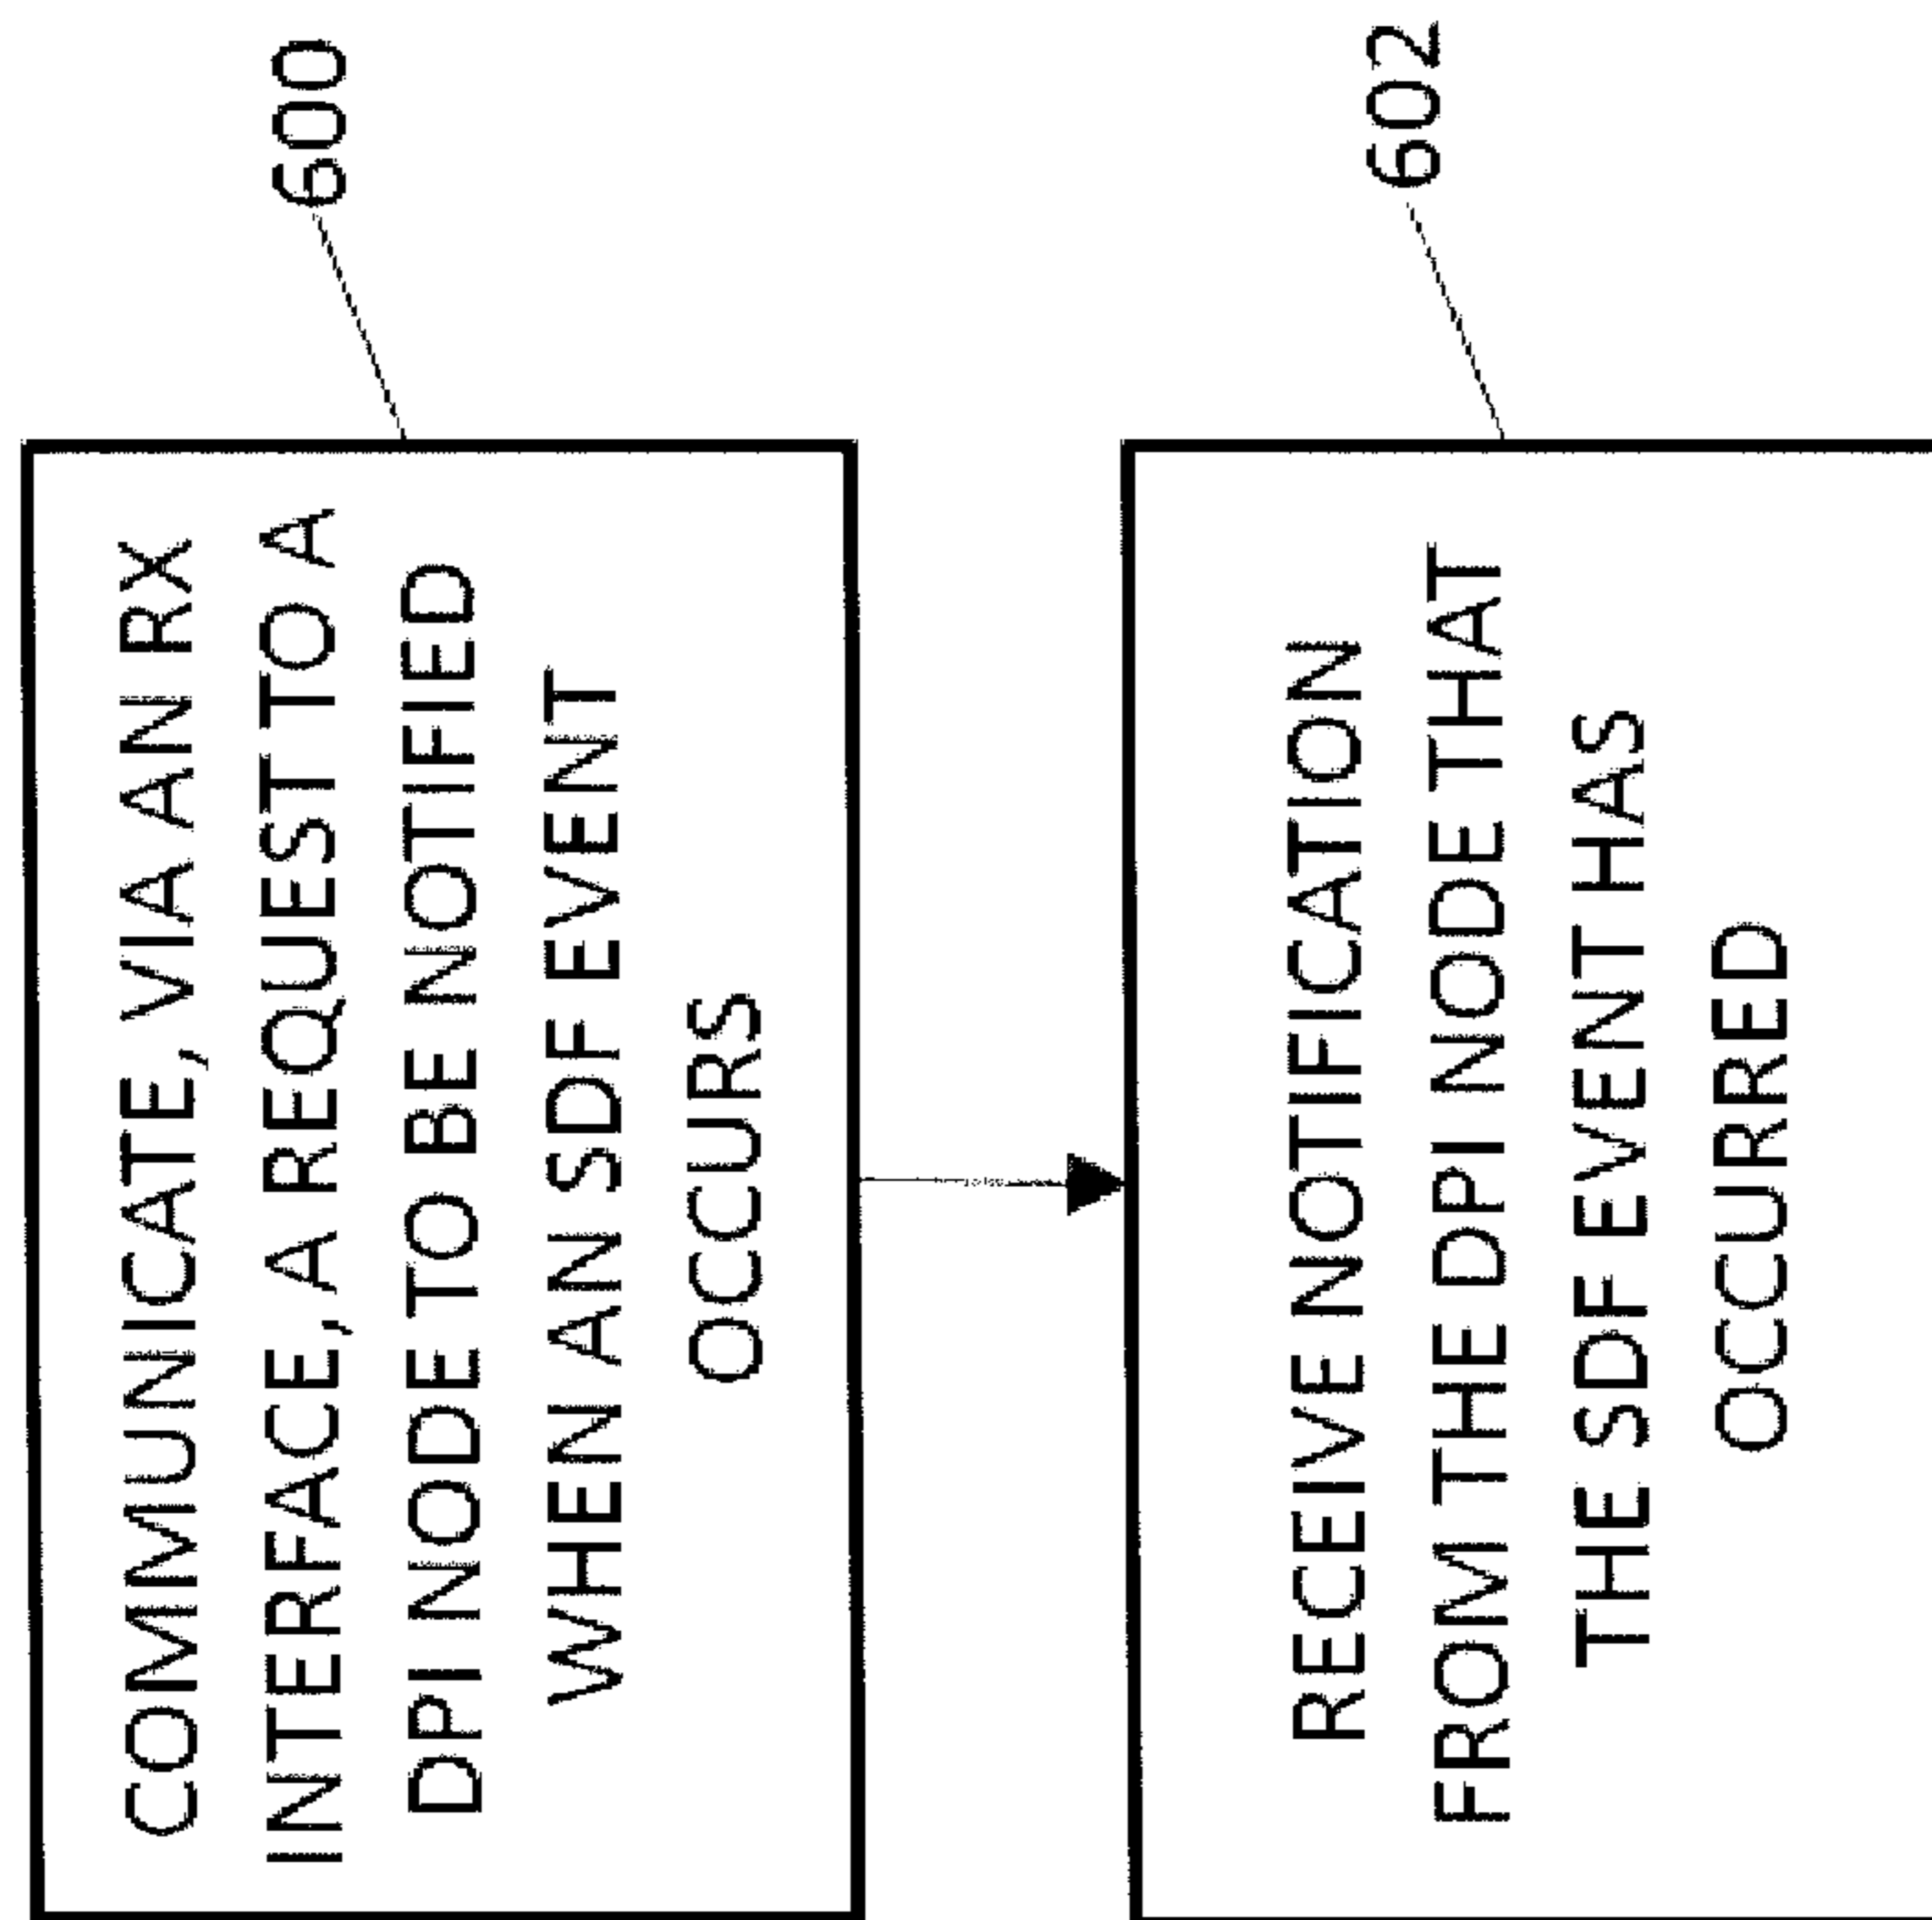 COMMUNICATE, VIA AN RX
INTERFACE, A REQUEST TO A
DPI NODE TO BE NOTIFIED
WHEN AN SDF EVENT
OCCURS
600
RECEIVE NOTIFICATION
FROM THE DPI NODE THAT
THE SDF EVENT HAS
OCCURRED
602